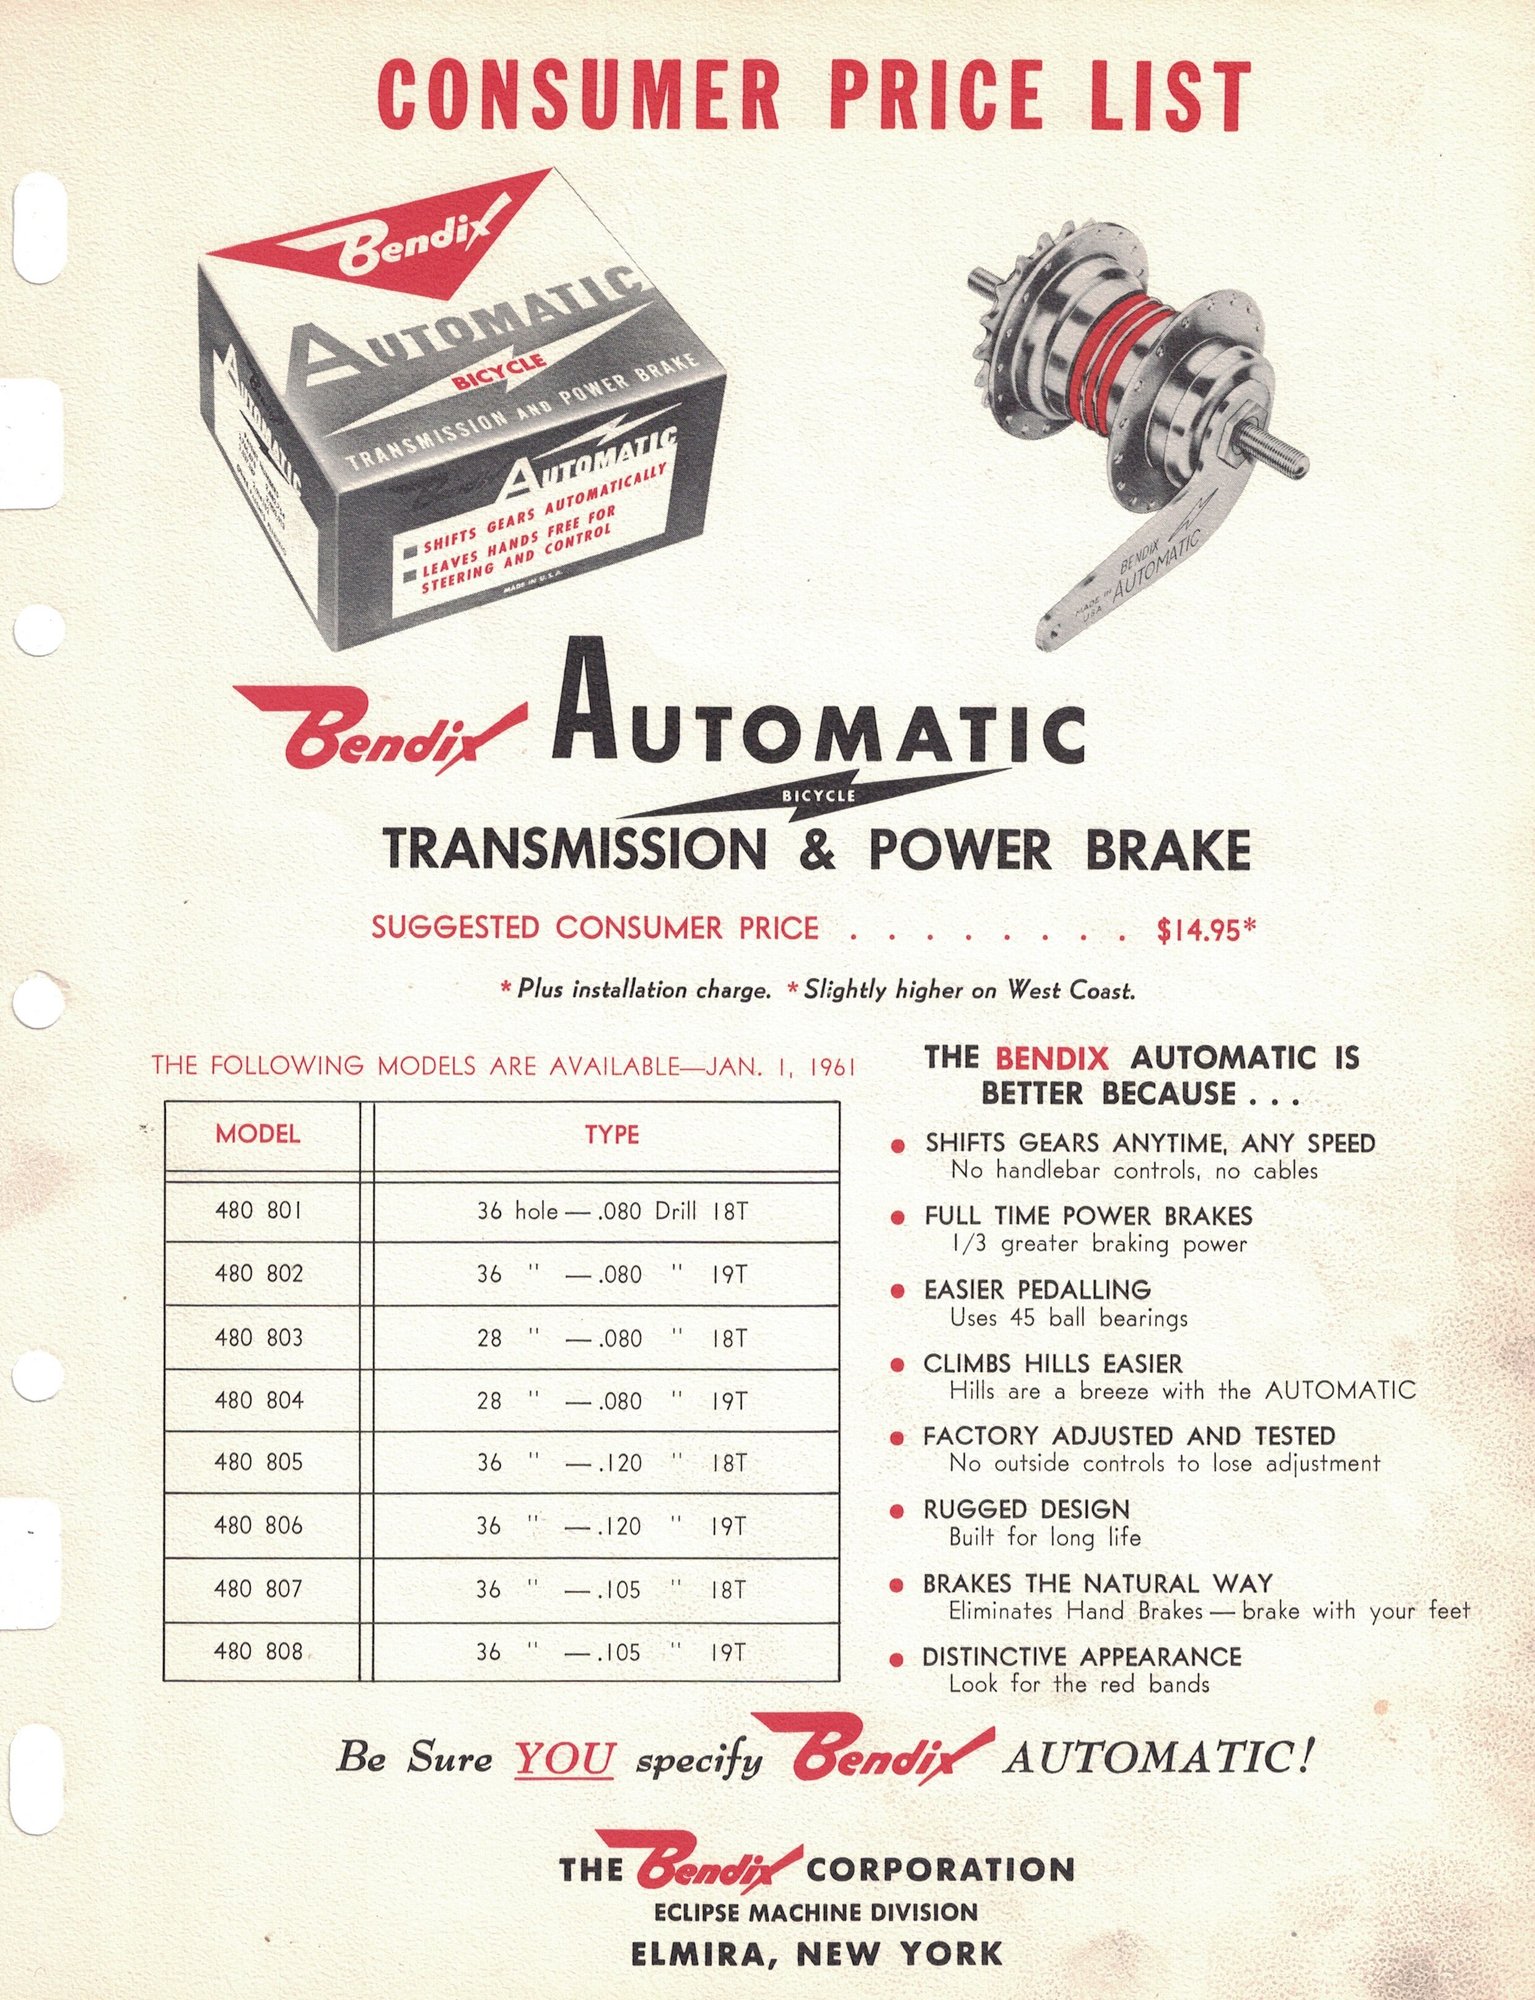 CONSUMER PRICE LIST
Bendix
AUTOMATIC
BICYCLE
TRANSMISSION AND POWER BRAKE
AUTOMATIC
SHIFTS GEARS AUTOMATICALLY
LEAVES HANDS FREE FOR
STEERING AND CONTROL
MADE IN U.S.A.
AUTOMATIC
BENDIX
AUTOMATIC
MADE IN
USA
Bendix AUTOMATIC
BICYCLE
TRANSMISSION & POWER BRAKE
SUGGESTED CONSUMER PRICE . . . . . . . . $14.95*
*Plus installation charge. *Slightly higher on West Coast.
THE FOLLOWING MODELS ARE AVAILABLE—JAN. 1, 1961
MODEL TYPE
480 801 36 hole — .080 Drill 18T
480 802 36 " — .080 " 19T
480 803 28 " — .080 " 18T
480 804 28 " — .080 " 19T
480 805 36 " — .120 " 18T
480 806 36 " — .120 " 19T
480 807 36 " — .105 " 18T
480 808 36 " — .105 " 19T
THE BENDIX AUTOMATIC IS
BETTER BECAUSE . . .
● SHIFTS GEARS ANYTIME, ANY SPEED
No handlebar controls, no cables
● FULL TIME POWER BRAKES
1/3 greater braking power
● EASIER PEDALLING
Uses 45 ball bearings
● CLIMBS HILLS EASIER
Hills are a breeze with the AUTOMATIC
● FACTORY ADJUSTED AND TESTED
No outside controls to lose adjustment
● RUGGED DESIGN
Built for long life
● BRAKES THE NATURAL WAY
Eliminates Hand Brakes — brake with your feet
● DISTINCTIVE APPEARANCE
Look for the red bands
Be Sure YOU specify Bendix AUTOMATIC!
THE Bendix CORPORATION
ECLIPSE MACHINE DIVISION
ELMIRA, NEW YORK